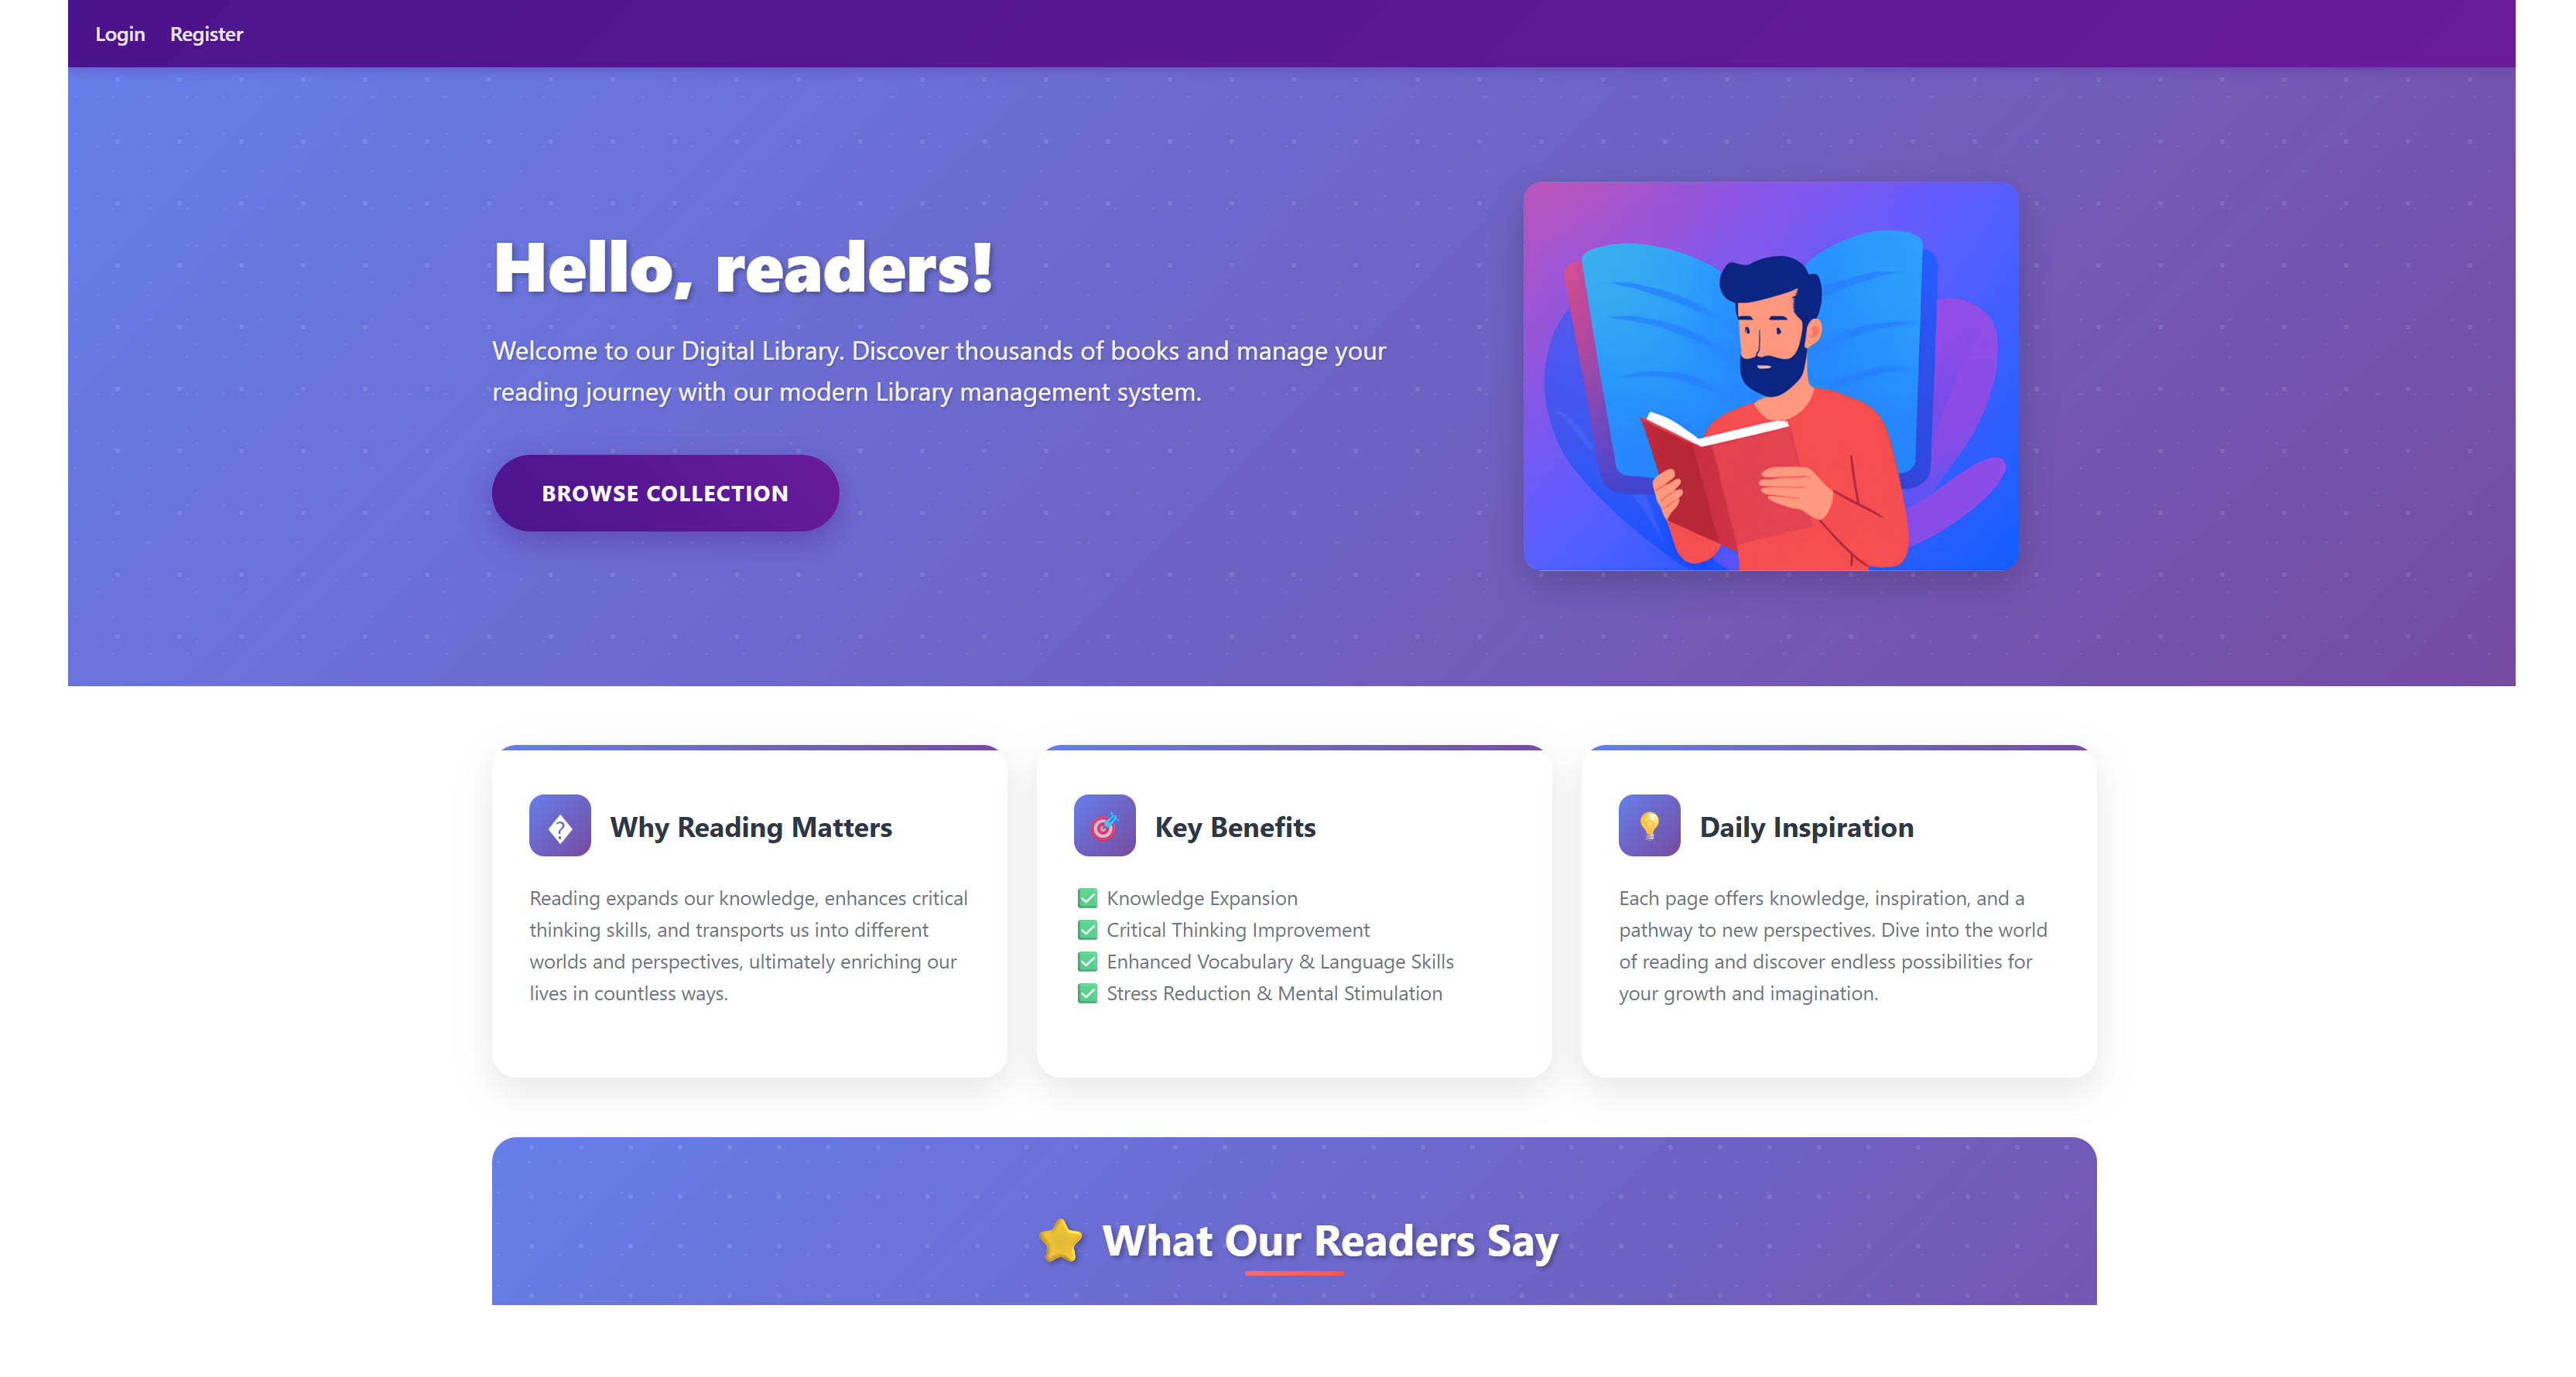 Login Register
Hello, readers!
Welcome to our Digital Library. Discover thousands of books and manage your
reading journey with our modern Library management system.
BROWSE COLLECTION
� Why Reading Matters
Reading expands our knowledge, enhances critical
thinking skills, and transports us into different
worlds and perspectives, ultimately enriching our
lives in countless ways.
🎯 Key Benefits
✅ Knowledge Expansion
✅ Critical Thinking Improvement
✅ Enhanced Vocabulary & Language Skills
✅ Stress Reduction & Mental Stimulation
💡 Daily Inspiration
Each page offers knowledge, inspiration, and a
pathway to new perspectives. Dive into the world
of reading and discover endless possibilities for
your growth and imagination.
⭐ What Our Readers Say